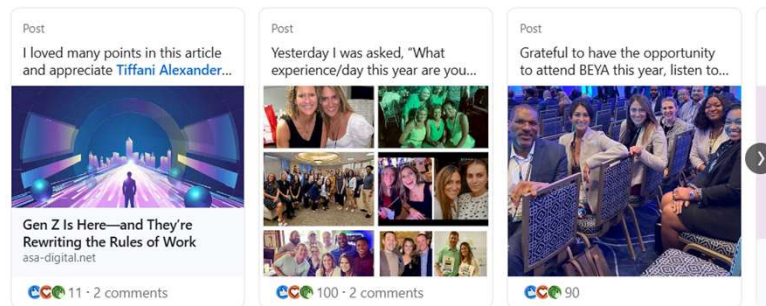 Post
I loved many points in this article
and appreciate Tiffani Alexander...
Gen Z Is Here—and They're
Rewriting the Rules of Work
asa-digital.net
11 · 2 comments
Post
Yesterday I was asked, "What
experience/day this year are you...
100 · 2 comments
Post
Grateful to have the opportunity
to attend BEYA this year, listen to...
90